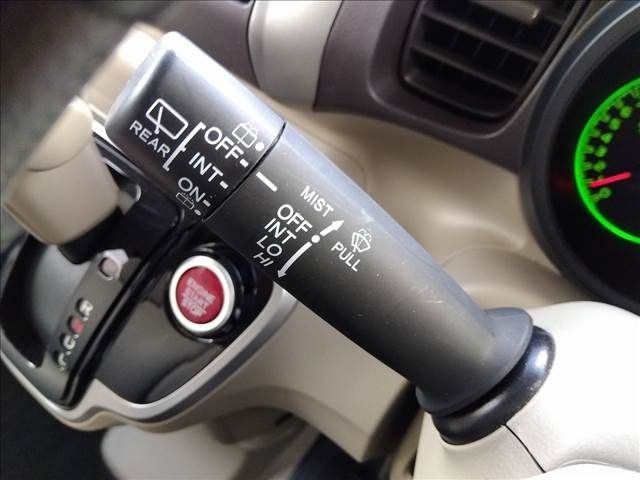 REAR
OFF
INT
ON
MIST
OFF
INT
LO
HI
PULL
ENGINE
START
STOP
R